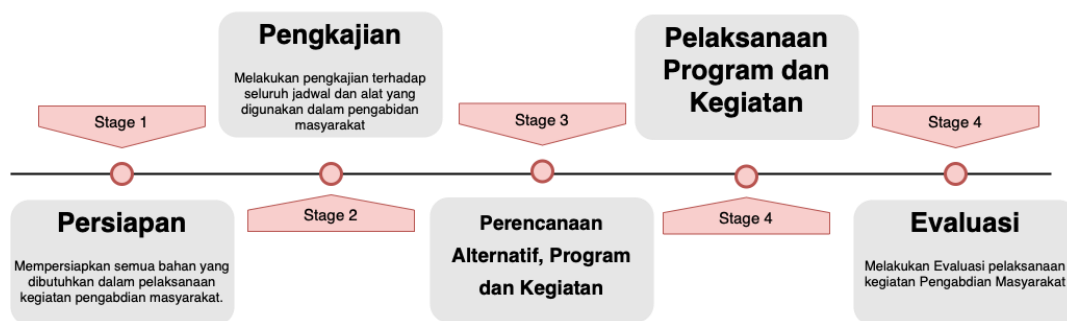 Stage 1
Persiapan
Mempersiapkan semua bahan yang
dibutuhkan dalam pelaksanaan
kegiatan pengabdian masyarakat.
Pengkajian
Melakukan pengkajian terhadap
seluruh jadwal dan alat yang
digunakan dalam pengabidan
masyarakat
Stage 2
Stage 3
Perencanaan
Alternatif, Program
dan Kegiatan
Pelaksanaan
Program dan
Kegiatan
Stage 4
Stage 4
Evaluasi
Melakukan Evaluasi pelaksanaan
kegiatan Pengabdian Masyarakat